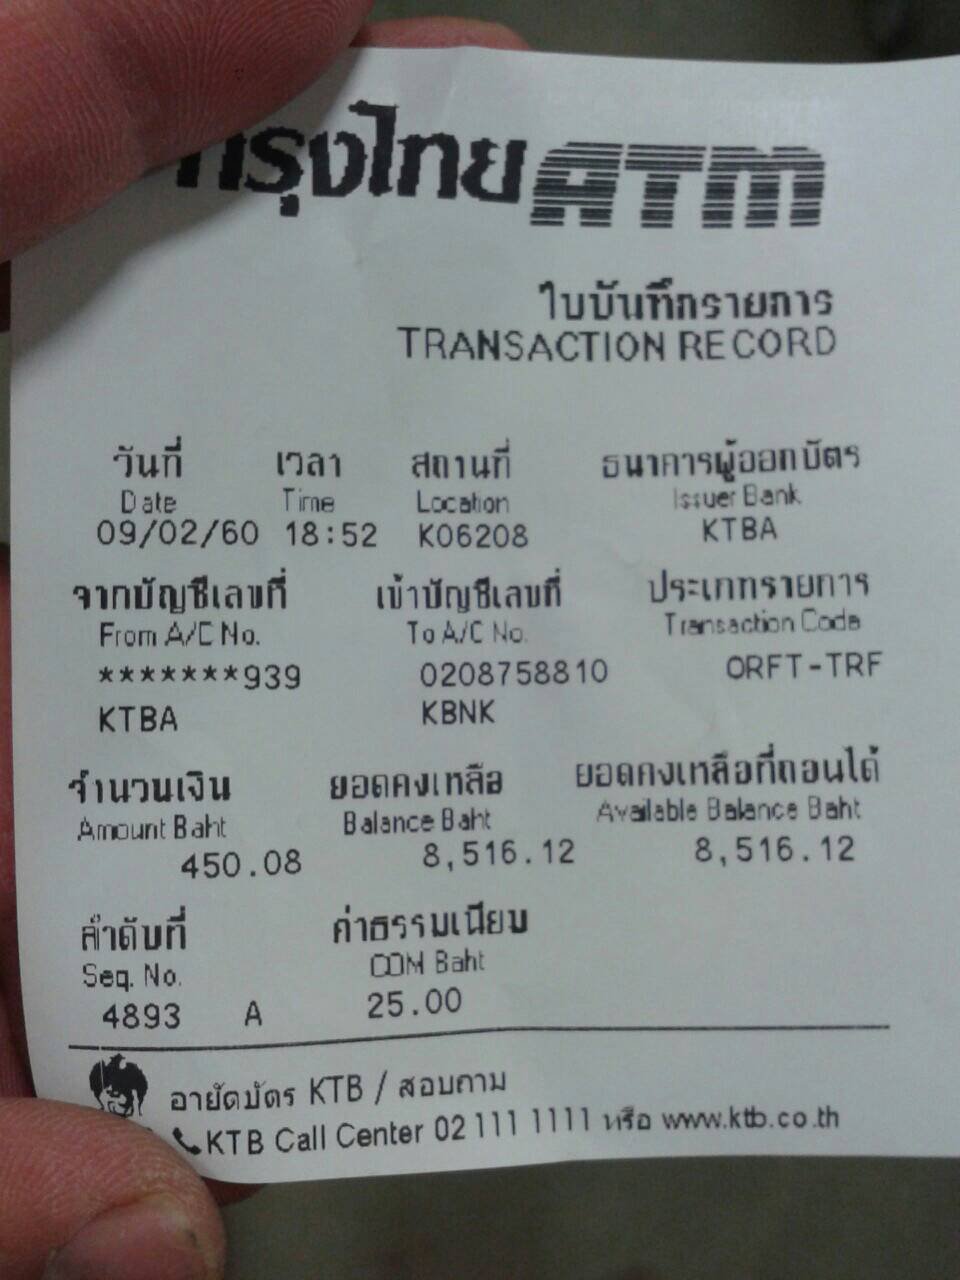 กรุงไทย ATM
ใบบันทึกรายการ
TRANSACTION RECORD
วันที่ เวลา สถานที่ ธนาคารผู้ออกบัตร
Date Time Location Issuer Bank
09/02/60 18:52 K06208 KTBA
จากบัญชีเลขที่ เข้าบัญชีเลขที่ ประเภทรายการ
From A/C No. To A/C No. Transaction Code
*******939 0208758810 ORFT-TRF
KTBA KBNK
จำนวนเงิน ยอดคงเหลือ ยอดคงเหลือที่ถอนได้
Amount Baht Balance Baht Available Balance Baht
450.08 8,516.12 8,516.12
ลำดับที่ ค่าธรรมเนียม
Seq. No. COM Baht
4893 A 25.00
อายัดบัตร KTB / สอบถาม
KTB Call Center 02 111 1111 หรือ www.ktb.co.th